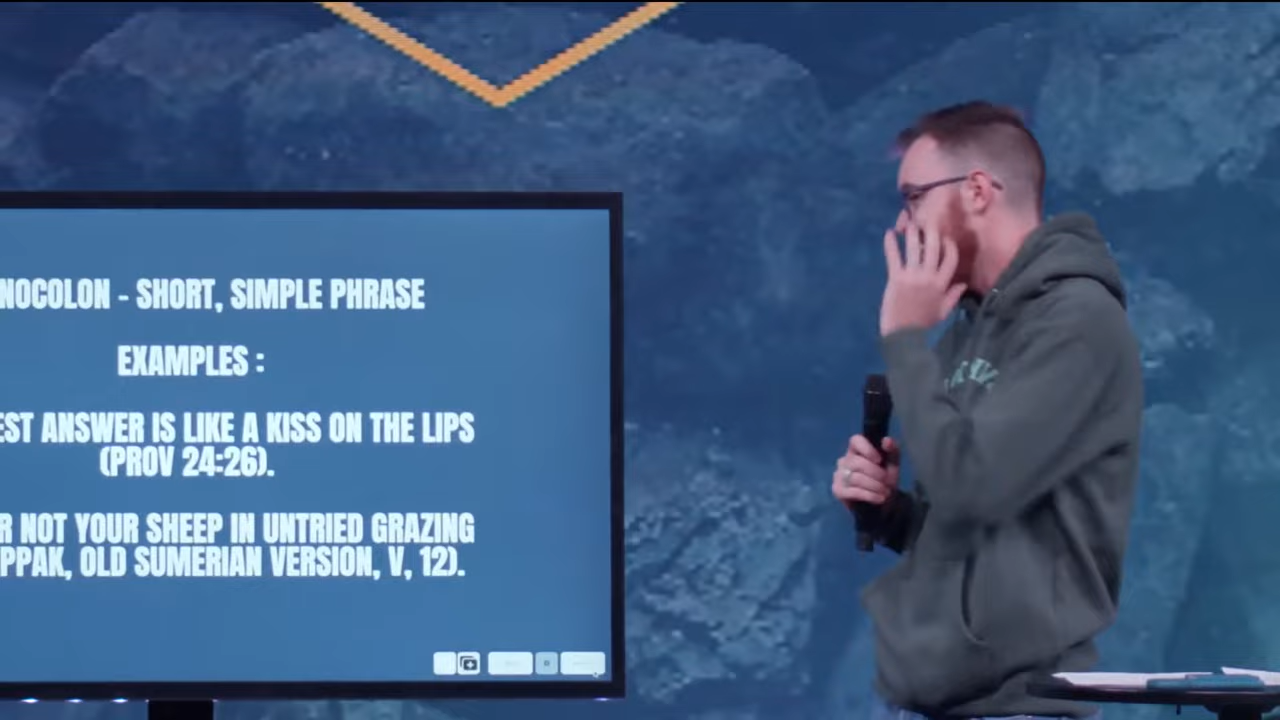 NOCOLON - SHORT, SIMPLE PHRASE
EXAMPLES :
EST ANSWER IS LIKE A KISS ON THE LIPS
(PROV 24:26).
R NOT YOUR SHEEP IN UNTRIED GRAZING
PPAK, OLD SUMERIAN VERSION, V, 12).